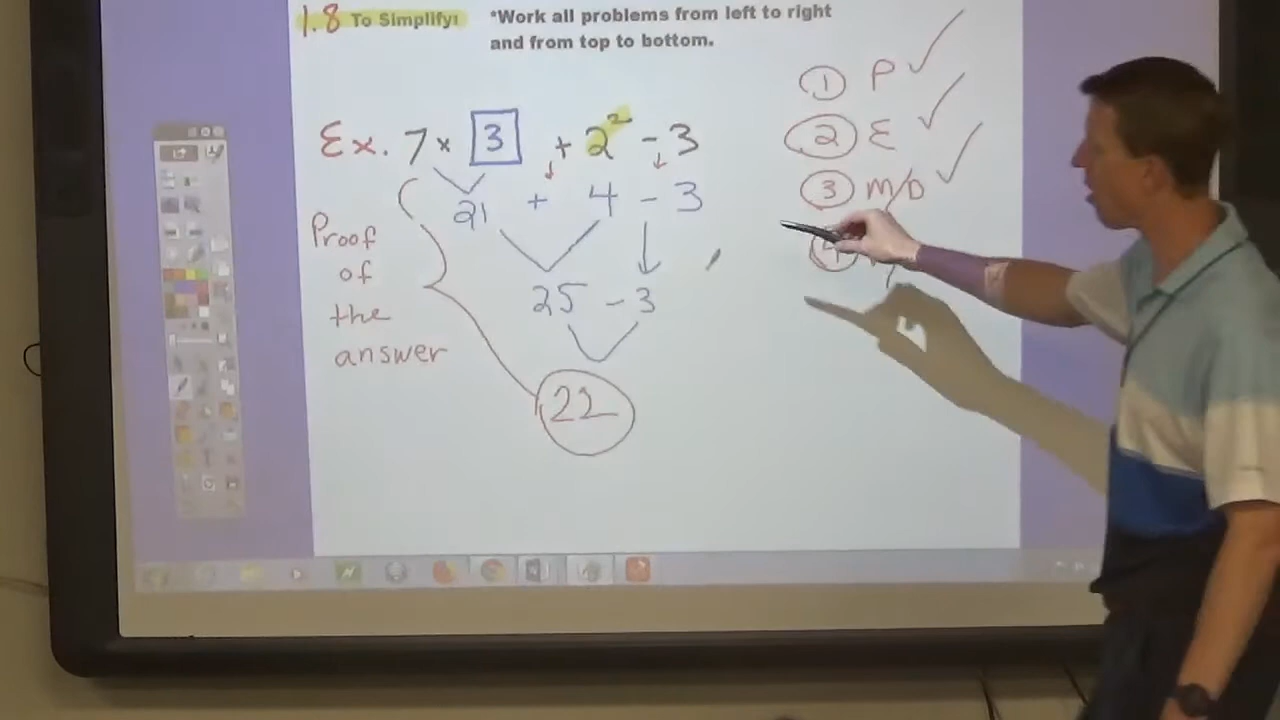 1.8 To Simplify: *Work all problems from left to right
and from top to bottom.
Ex. 7 × 3 + 2² - 3
21 + 4 - 3
25 - 3
22
Proof
of
the
answer
1 P ✓
2 E ✓
3 M/D ✓
4